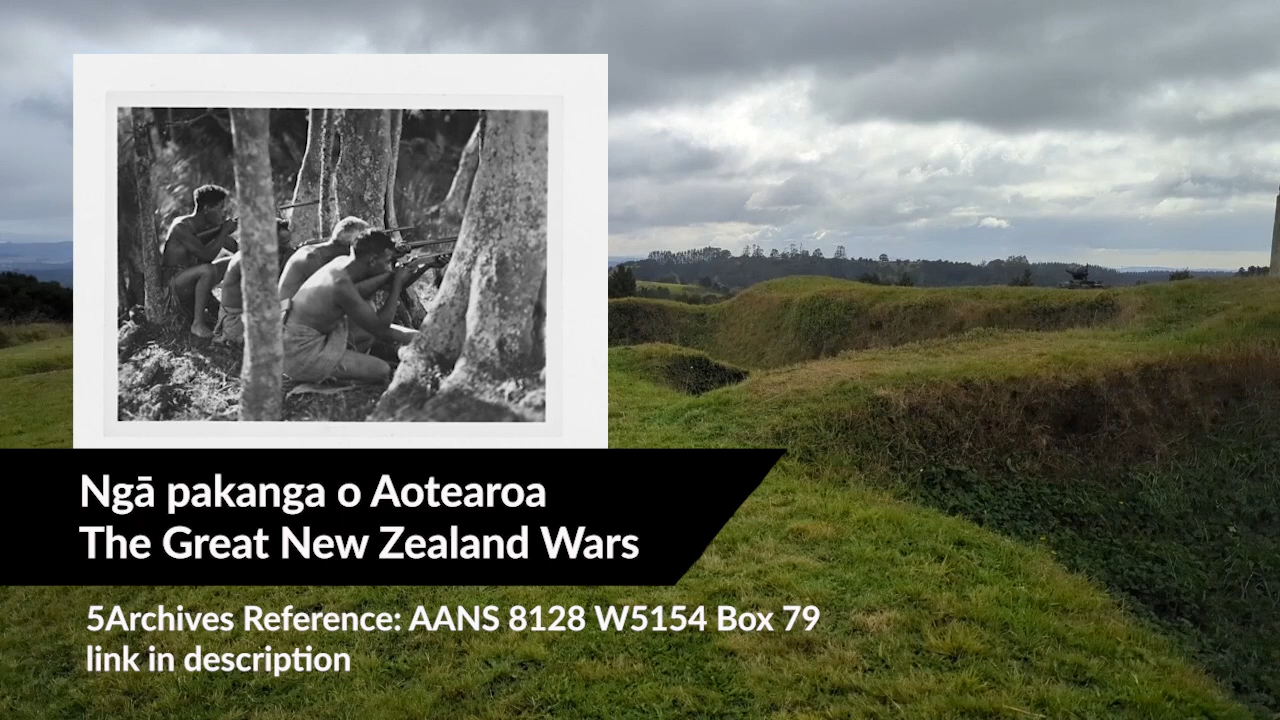 Ngā pakanga o Aotearoa
The Great New Zealand Wars
5Archives Reference: AANS 8128 W5154 Box 79
link in description